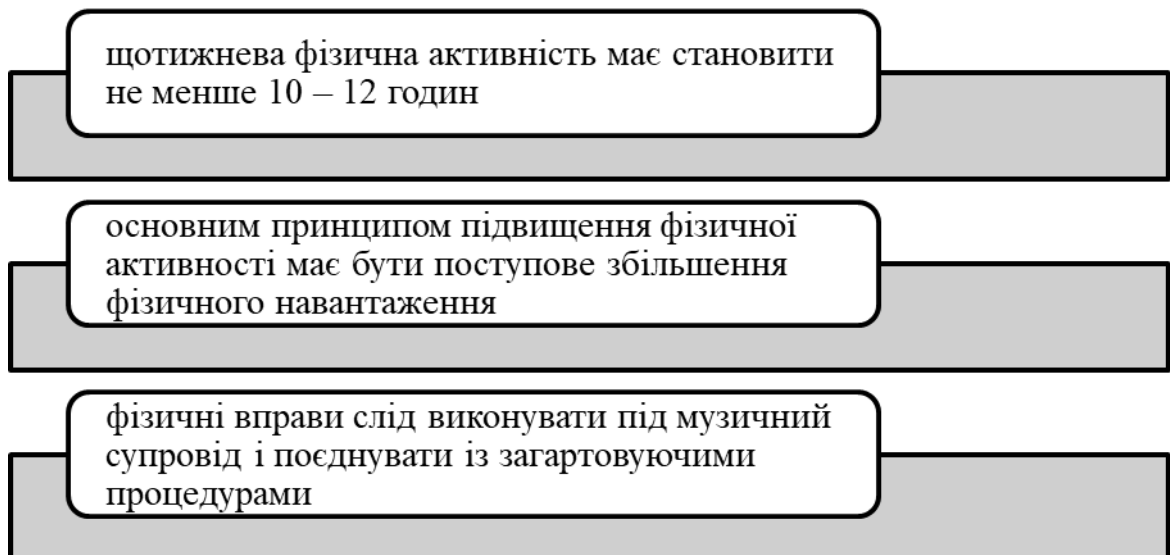 щотижнева фізична активність має становити
не менше 10 – 12 годин
основним принципом підвищення фізичної
активності має бути поступове збільшення
фізичного навантаження
фізичні вправи слід виконувати під музичний
супровід і поєднувати із загартовуючими
процедурами